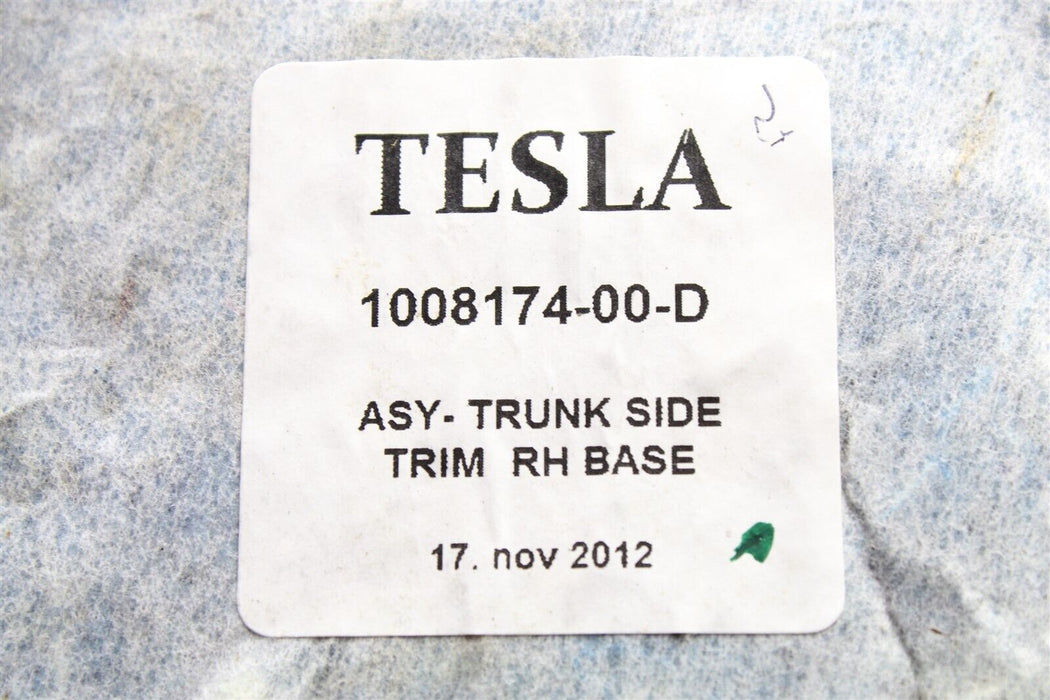 TESLA
1008174-00-D
ASY- TRUNK SIDE
TRIM RH BASE
17. nov 2012